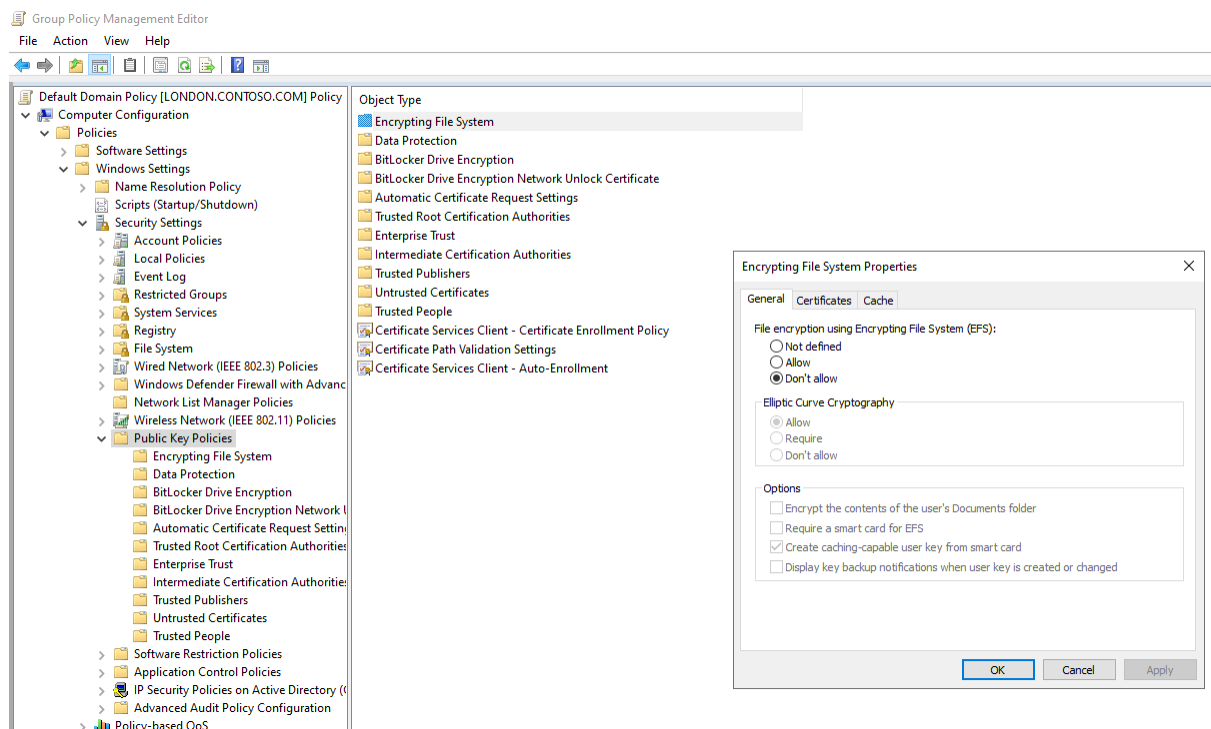 Group Policy Management Editor
File Action View Help
Default Domain Policy [LONDON.CONTOSO.COM] Policy
Computer Configuration
Policies
Software Settings
Windows Settings
Name Resolution Policy
Scripts (Startup/Shutdown)
Security Settings
Account Policies
Local Policies
Event Log
Restricted Groups
System Services
Registry
File System
Wired Network (IEEE 802.3) Policies
Windows Defender Firewall with Advanc
Network List Manager Policies
Wireless Network (IEEE 802.11) Policies
Public Key Policies
Encrypting File System
Data Protection
BitLocker Drive Encryption
BitLocker Drive Encryption Network U
Automatic Certificate Request Settin
Trusted Root Certification Authorities
Enterprise Trust
Intermediate Certification Authorities
Trusted Publishers
Untrusted Certificates
Trusted People
Software Restriction Policies
Application Control Policies
IP Security Policies on Active Directory (
Advanced Audit Policy Configuration
Policy-based QoS
Object Type
Encrypting File System
Data Protection
BitLocker Drive Encryption
BitLocker Drive Encryption Network Unlock Certificate
Automatic Certificate Request Settings
Trusted Root Certification Authorities
Enterprise Trust
Intermediate Certification Authorities
Trusted Publishers
Untrusted Certificates
Trusted People
Certificate Services Client - Certificate Enrollment Policy
Certificate Path Validation Settings
Certificate Services Client - Auto-Enrollment
Encrypting File System Properties
General Certificates Cache
File encryption using Encrypting File System (EFS):
Not defined
Allow
Don't allow
Elliptic Curve Cryptography
Allow
Require
Don't allow
Options
Encrypt the contents of the user's Documents folder
Require a smart card for EFS
Create caching-capable user key from smart card
Display key backup notifications when user key is created or changed
OK Cancel Apply